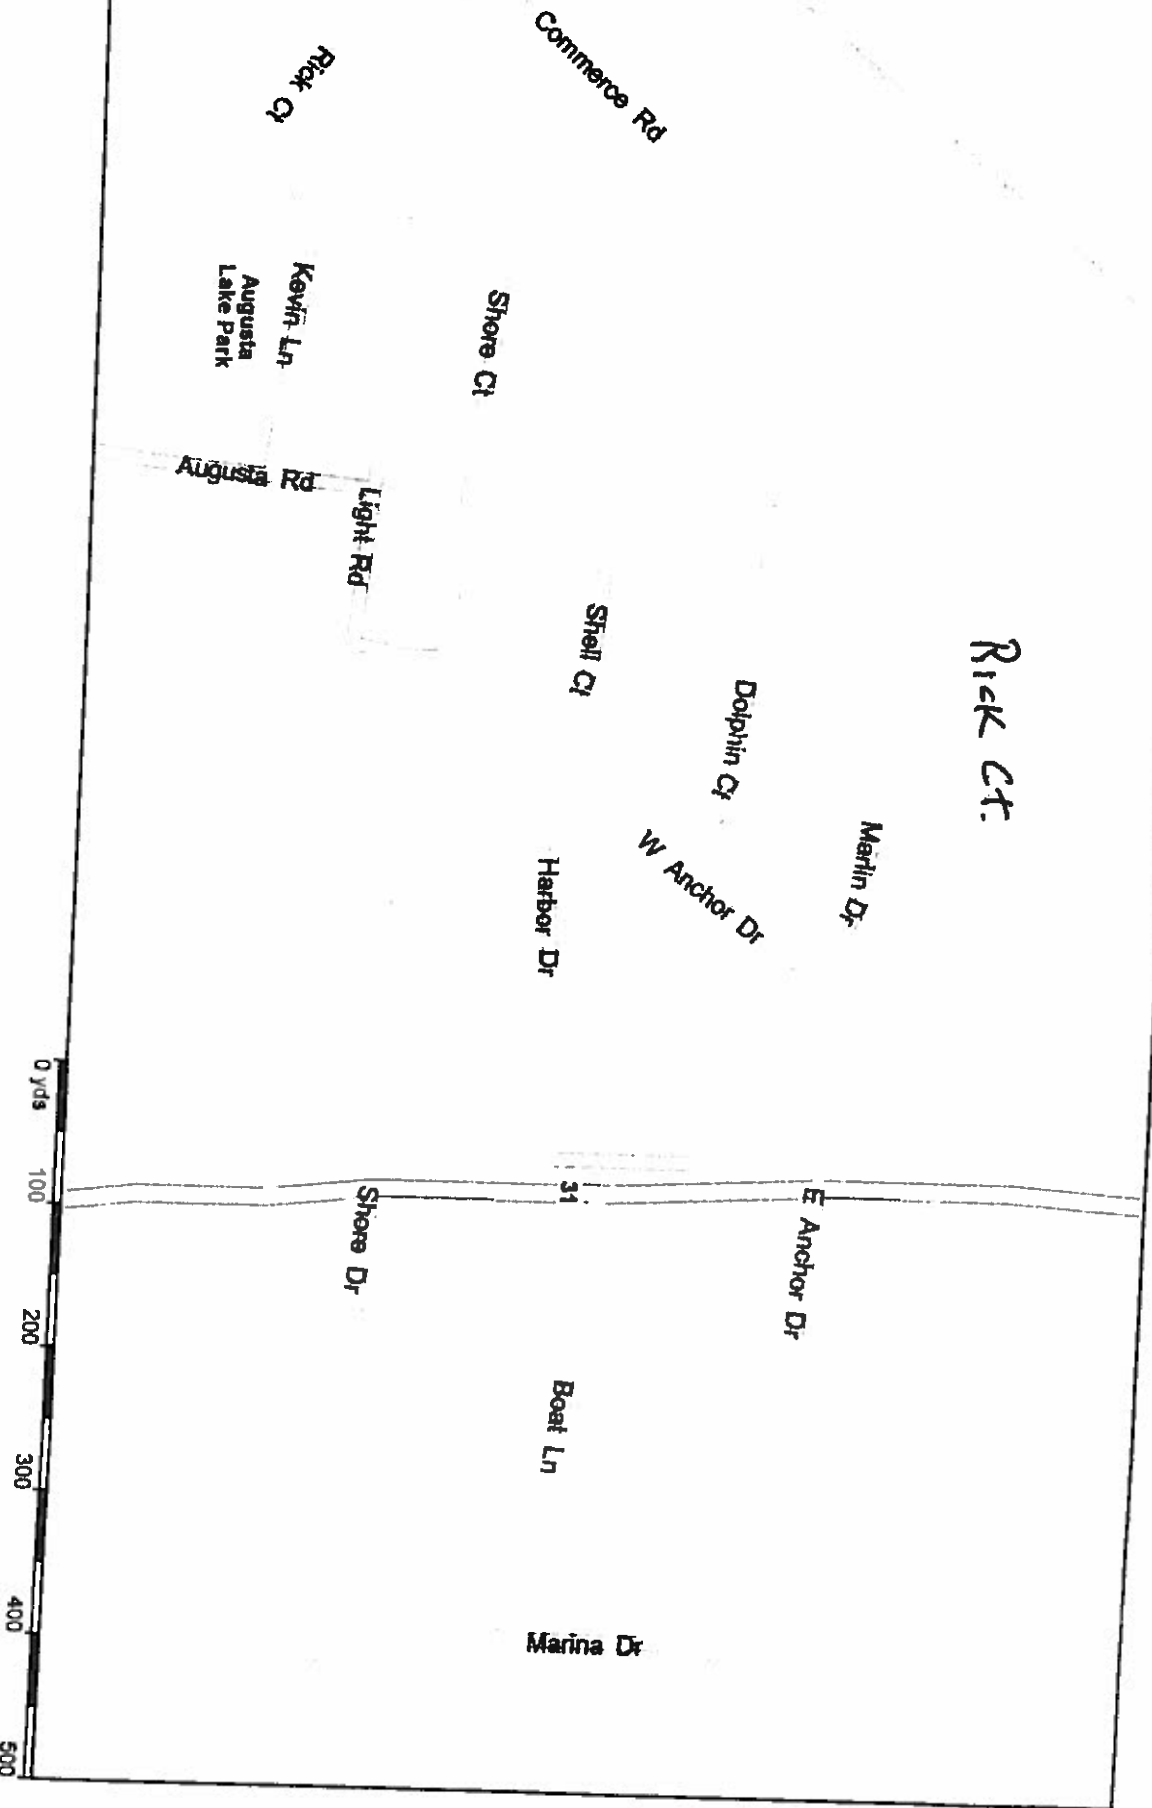 Commerce Rd
Rick Ct
Kevin Ln
Augusta
Lake Park
Shore Ct
Augusta Rd
Light Rd
Shell Ct
Dolphin Ct
Rick Ct.
Marlin Dr
W Anchor Dr
Harbor Dr
31
Shore Dr
E Anchor Dr
Boat Ln
Marina Dr
0 yds 100 200 300 400 500